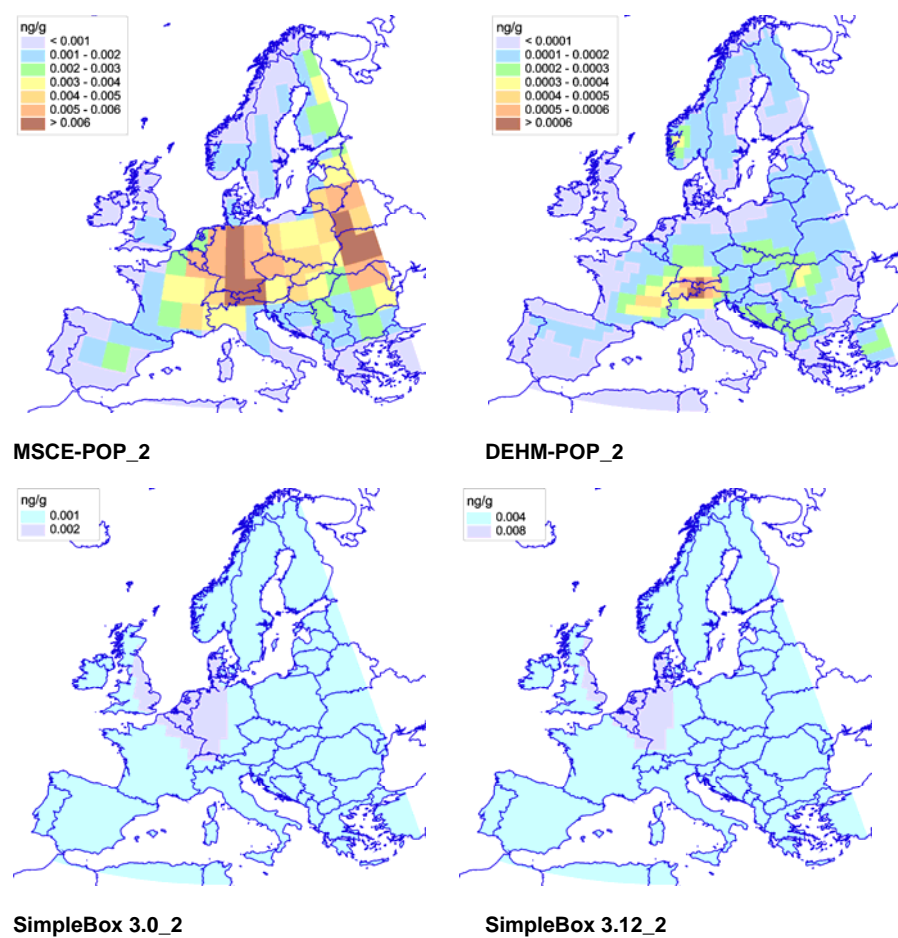 ng/g
< 0.001
0.001 - 0.002
0.002 - 0.003
0.003 - 0.004
0.004 - 0.005
0.005 - 0.006
> 0.006
MSCE-POP_2
ng/g
< 0.0001
0.0001 - 0.0002
0.0002 - 0.0003
0.0003 - 0.0004
0.0004 - 0.0005
0.0005 - 0.0006
> 0.0006
DEHM-POP_2
ng/g
0.001
0.002
SimpleBox 3.0_2
ng/g
0.004
0.008
SimpleBox 3.12_2